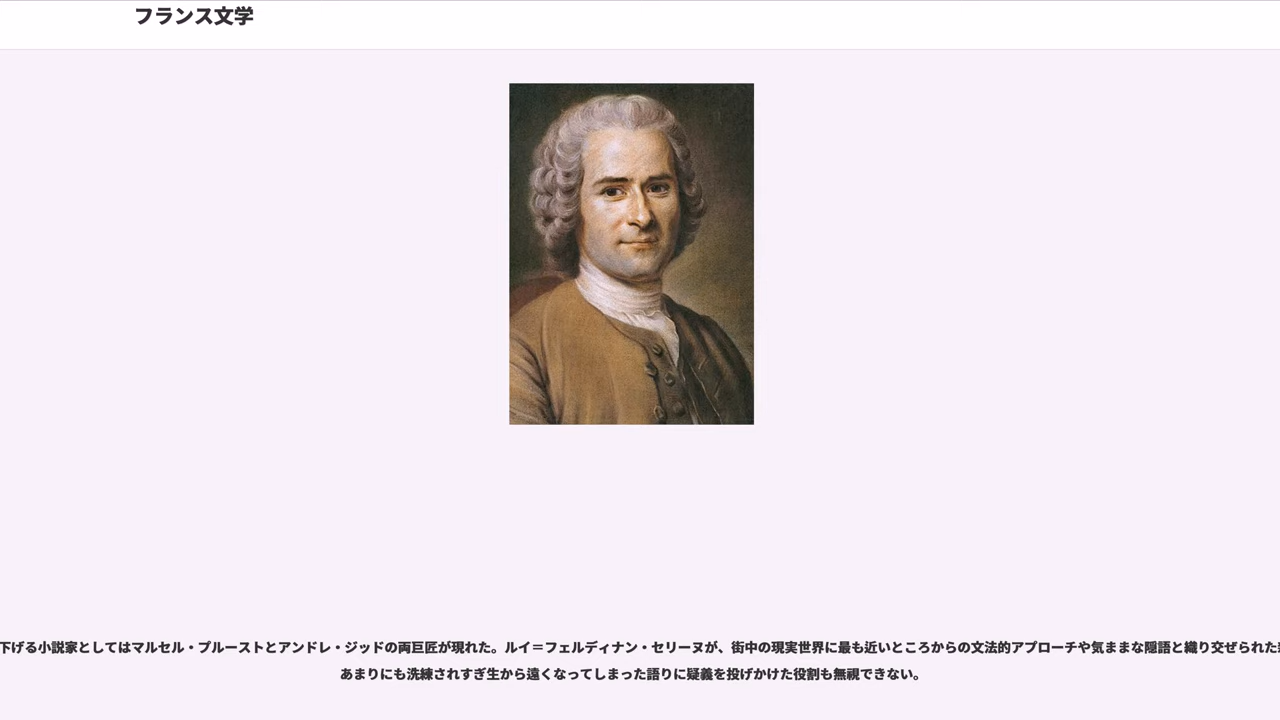 フランス文学
下げる小説家としてはマルセル・プルーストとアンドレ・ジッドの両巨匠が現れた。ルイ＝フェルディナン・セリーヌが、街中の現実世界に最も近いところからの文法的アプローチや気ままな隠語と織り交ぜられた
あまりにも洗練されすぎ生から遠くなってしまった語りに疑義を投げかけた役割も無視できない。